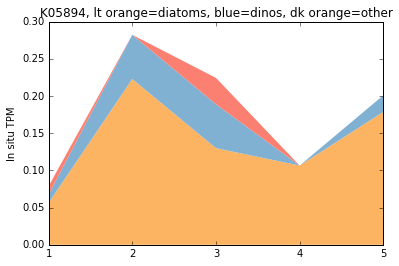 K05894, lt orange=diatoms, blue=dinos, dk orange=other
0.30
0.25
0.20
0.15
0.10
0.05
0.00
In situ TPM
1 2 3 4 5